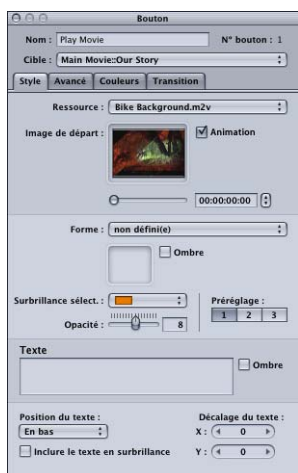 Bouton
Nom : Play Movie N° bouton : 1
Cible : Main Movie::Our Story
Style Avancé Couleurs Transition
Ressource : Bike Background.m2v
Image de départ : Animation
00:00:00:00
Forme : non défini(e)
Ombre
Surbrillance sélect. : Préréglage :
1 2 3
Opacité : 8
Texte
Ombre
Position du texte : Décalage du texte :
En bas X : 0
Inclure le texte en surbrillance Y : 0